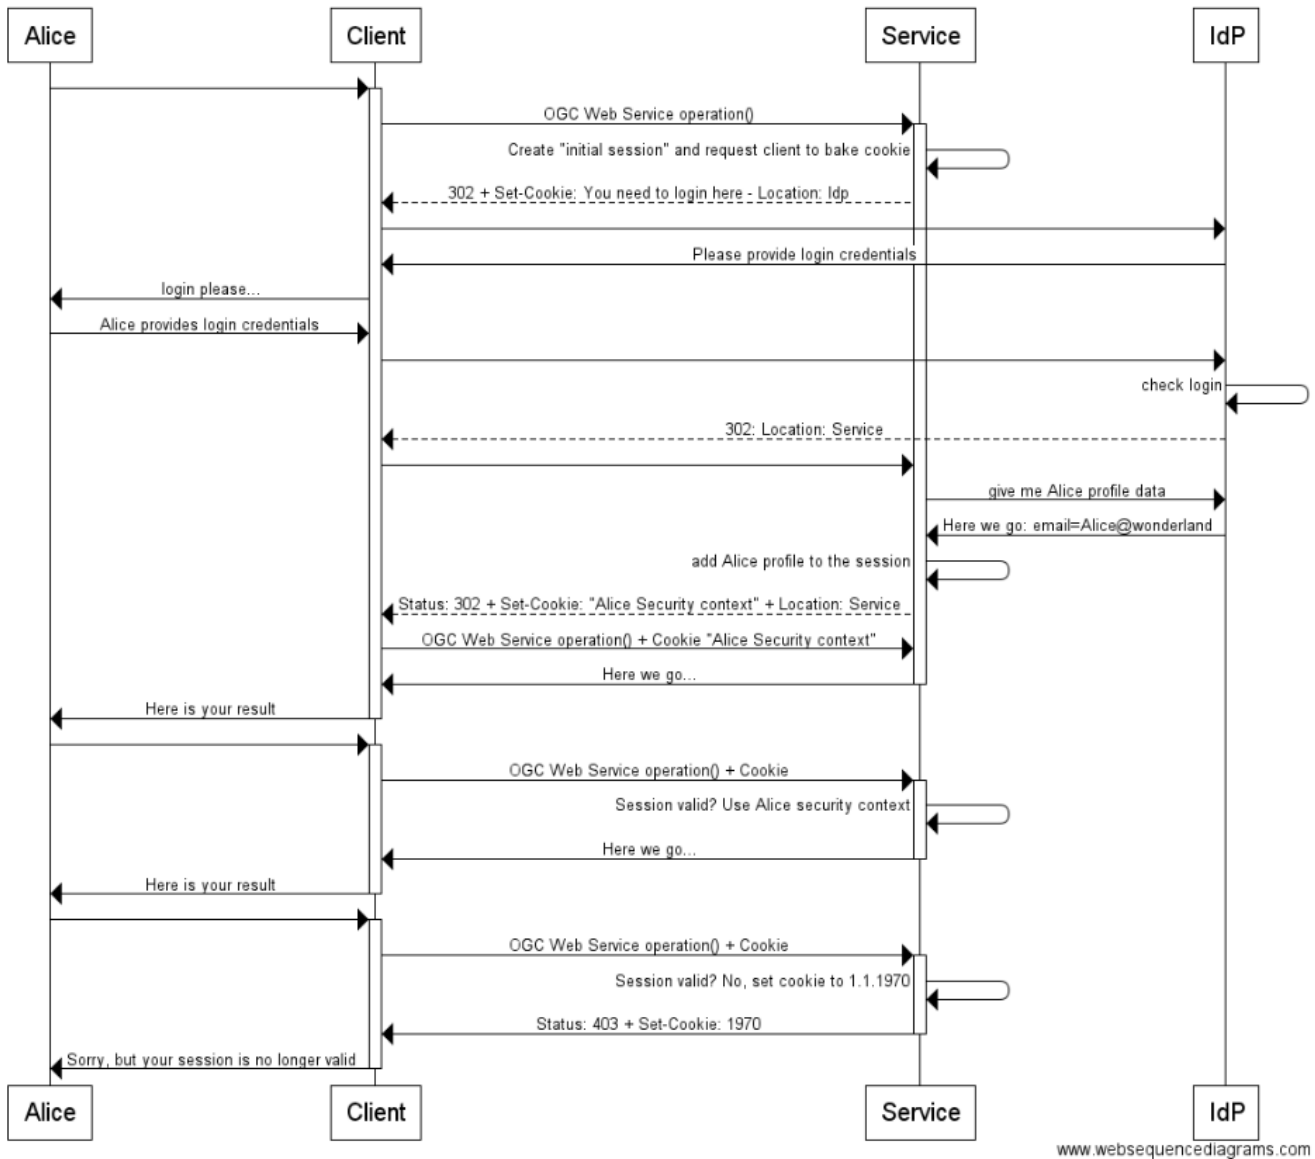 Alice Client Service IdP
OGC Web Service operation()
Create "initial session" and request client to bake cookie
302 + Set-Cookie: You need to login here - Location: Idp
Please provide login credentials
login please...
Alice provides login credentials
check login
302: Location: Service
give me Alice profile data
Here we go: email=Alice@wonderland
add Alice profile to the session
Status: 302 + Set-Cookie: "Alice Security context" + Location: Service
OGC Web Service operation() + Cookie "Alice Security context"
Here we go...
Here is your result
OGC Web Service operation() + Cookie
Session valid? Use Alice security context
Here we go...
Here is your result
OGC Web Service operation() + Cookie
Session valid? No, set cookie to 1.1.1970
Status: 403 + Set-Cookie: 1970
Sorry, but your session is no longer valid
Alice Client Service IdP
www.websequencediagrams.com